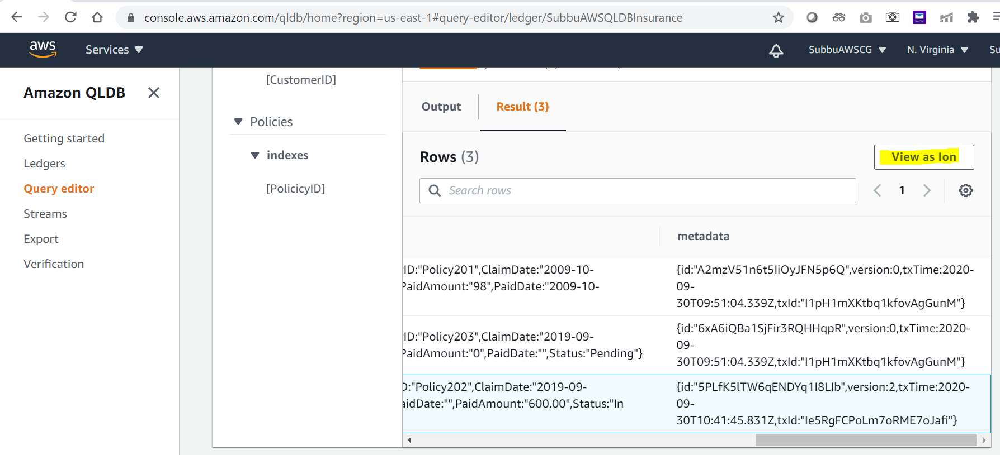 console.aws.amazon.com/qldb/home?region=us-east-1#query-editor/ledger/SubbuAWSQLDBInsurance
aws
Services
SubbuAWSCG
N. Virginia
Su
Amazon QLDB
Getting started
Ledgers
Query editor
Streams
Export
Verification
[CustomerID]
Policies
indexes
[PolicicyID]
Output
Result (3)
Rows (3)
View as Ion
Search rows
1
metadata
ID:"Policy201",ClaimDate:"2009-10-
PaidAmount:"98",PaidDate:"2009-10-
{id:"A2mzV51n6t5IiOyJFN5p6Q",version:0,txTime:2020-
09-
30T09:51:04.339Z,txId:"I1pH1mXKtbq1kfovAgGunM"}
ID:"Policy203",ClaimDate:"2019-09-
PaidAmount:"0",PaidDate:"",Status:"Pending"}
{id:"6xA6iQBa1SjFir3RQHHqpR",version:0,txTime:2020-
09-
30T09:51:04.339Z,txId:"I1pH1mXKtbq1kfovAgGunM"}
D:"Policy202",ClaimDate:"2019-09-
aidDate:"",PaidAmount:"600.00",Status:"In
{id:"5PLfK5lTW6qENDYq1I8LIb",version:2,txTime:2020-
09-
30T10:41:45.831Z,txId:"Ie5RgFCPoLm7oRME7oJafi"}